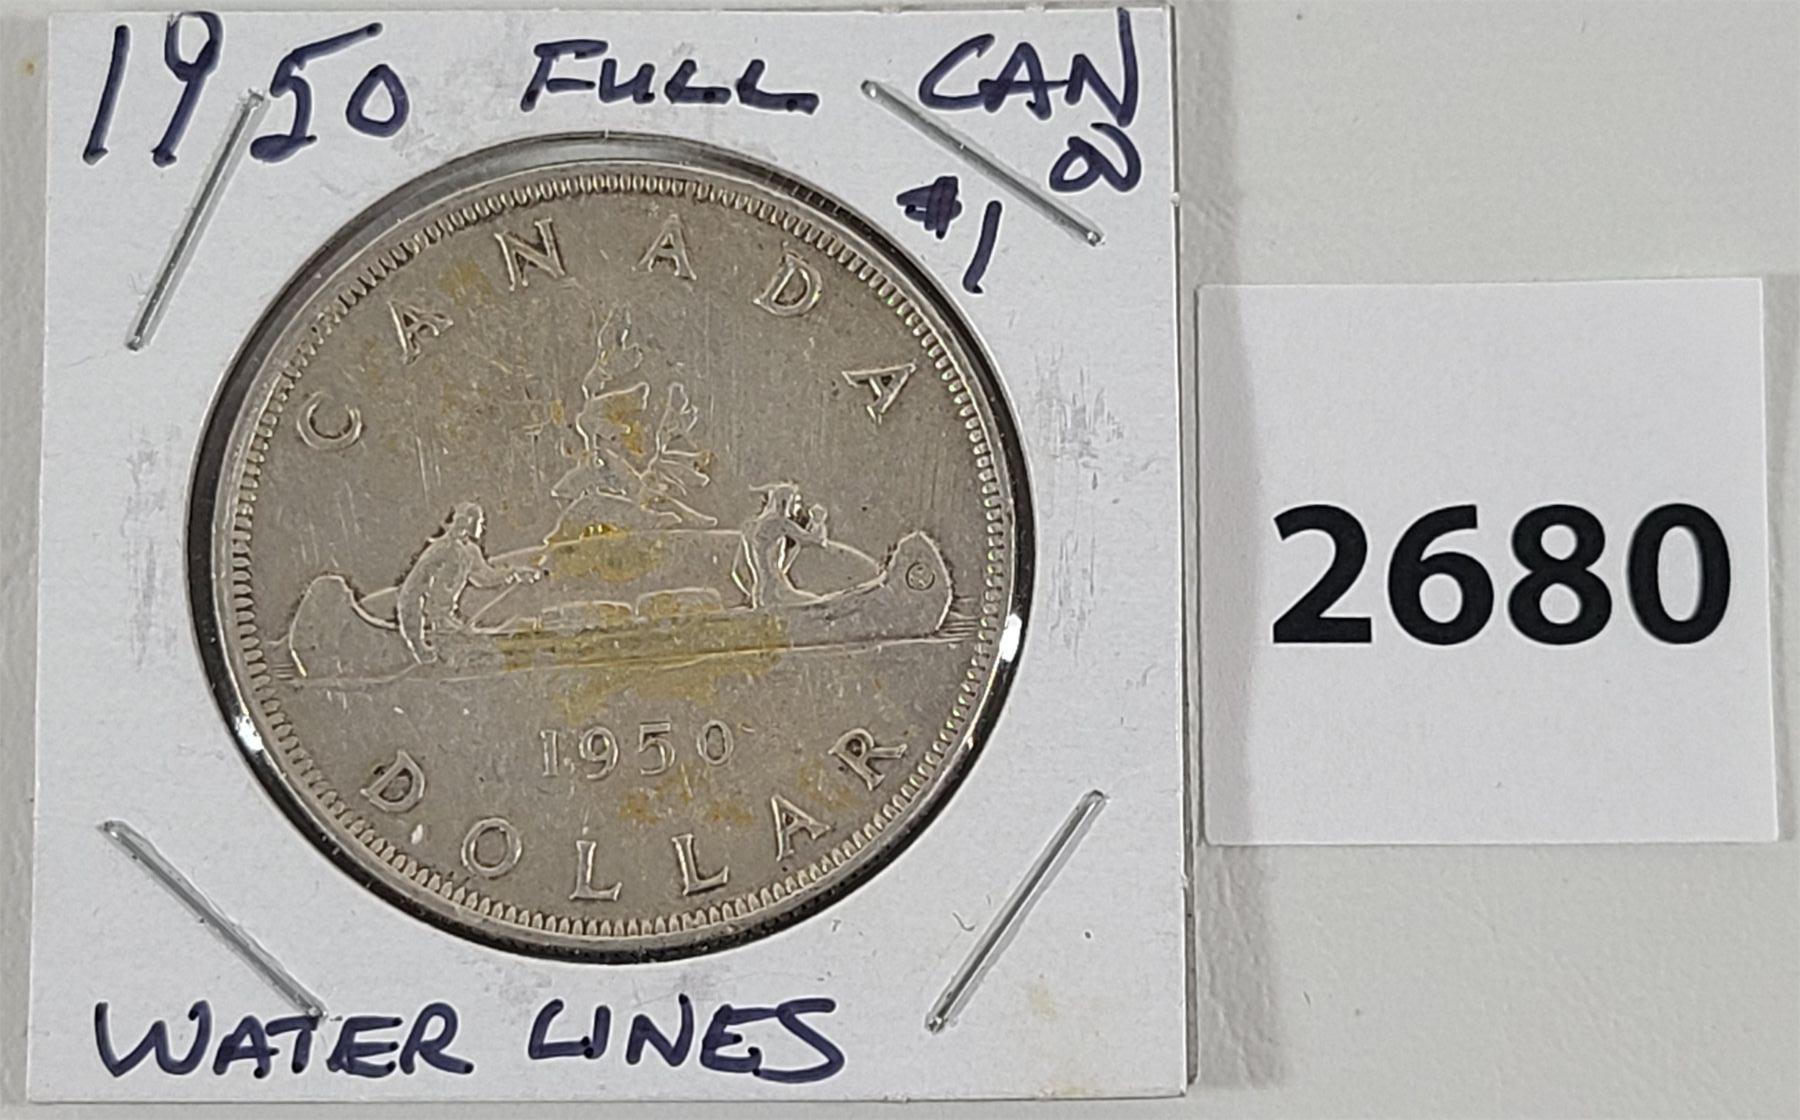 1950 FULL CAN
#1
CANADA
1950
DOLLAR
WATER LINES
2680